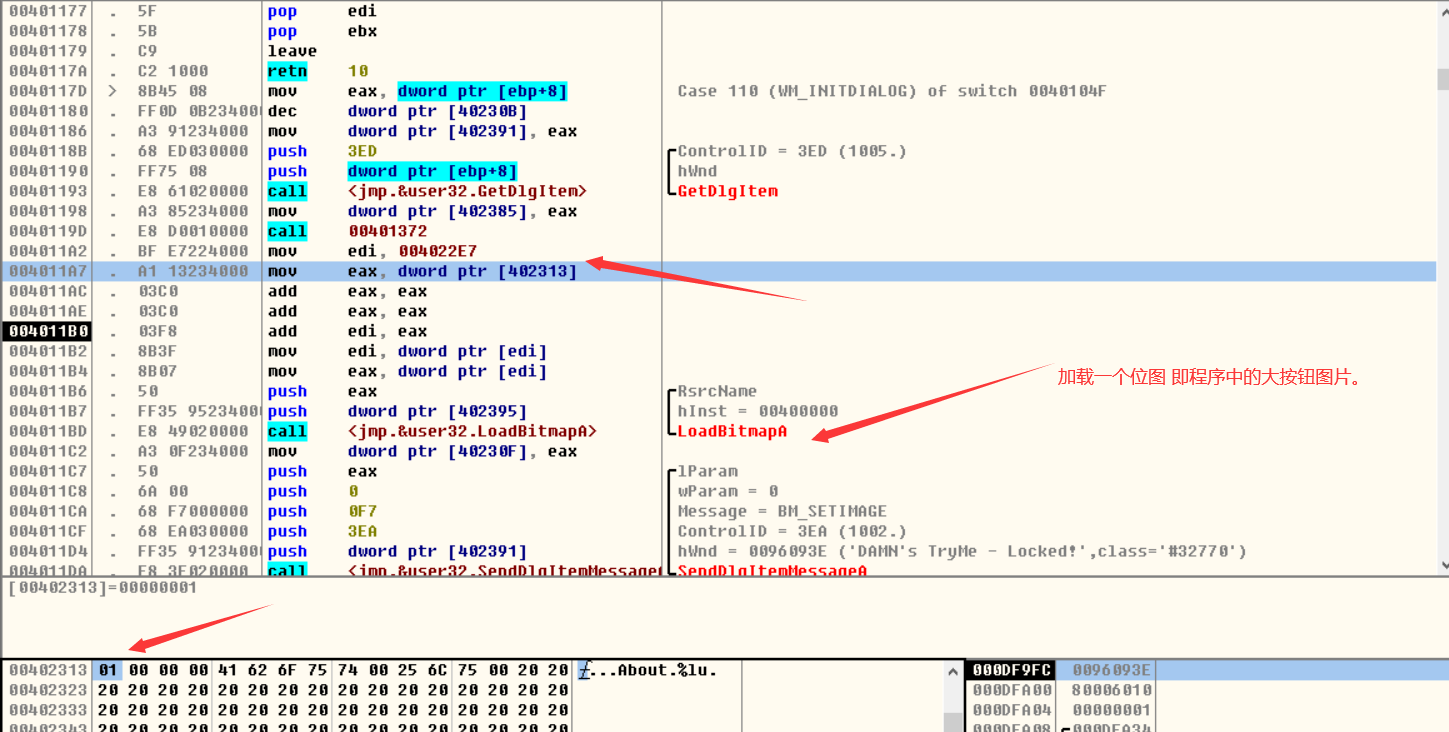 00401177 . 5F pop edi
00401178 . 5B pop ebx
00401179 . C9 leave
0040117A . C2 1000 retn 10
0040117D > 8B45 08 mov eax, dword ptr [ebp+8] Case 110 (WM_INITDIALOG) of switch 0040104F
00401180 . FF0D 0B234000 dec dword ptr [40230B]
00401186 . A3 91234000 mov dword ptr [402391], eax
0040118B . 68 ED030000 push 3ED ControlID = 3ED (1005.)
00401190 . FF75 08 push dword ptr [ebp+8] hWnd
00401193 . E8 61020000 call <jmp.&user32.GetDlgItem> GetDlgItem
00401198 . A3 85234000 mov dword ptr [402385], eax
0040119D . E8 D0010000 call 00401372
004011A2 . BF E7224000 mov edi, 004022E7
004011A7 . A1 13234000 mov eax, dword ptr [402313]
004011AC . 03C0 add eax, eax
004011AE . 03C0 add eax, eax
004011B0 . 03F8 add edi, eax
004011B2 . 8B3F mov edi, dword ptr [edi]
004011B4 . 8B07 mov eax, dword ptr [edi]
加载一个位图 即程序中的大按钮图片。
004011B6 . 50 push eax RsrcName
004011B7 . FF35 95234000 push dword ptr [402395] hInst = 00400000
004011BD . E8 49020000 call <jmp.&user32.LoadBitmapA> LoadBitmapA
004011C2 . A3 0F234000 mov dword ptr [40230F], eax
004011C7 . 50 push eax lParam
004011C8 . 6A 00 push 0 wParam = 0
004011CA . 68 F7000000 push 0F7 Message = BM_SETIMAGE
004011CF . 68 EA030000 push 3EA ControlID = 3EA (1002.)
004011D4 . FF35 91234000 push dword ptr [402391] hWnd = 0096093E ('DAMN's TryMe - Locked!',class='#32770')
004011DA . E8 3E020000 call <jmp.&user32.SendDlgItemMessage SendDlgItemMessageA
[00402313]=00000001
00402313 01 00 00 00 41 62 6F 75 74 00 25 6C 75 00 20 20 ...About.%lu. 000DF9FC 0096093E
00402323 20 20 20 20 20 20 20 20 20 20 20 20 20 20 20 20 000DFA00 80006010
00402333 20 20 20 20 20 20 20 20 20 20 20 20 20 20 20 20 000DFA04 00000001
00402343 20 20 20 20 20 20 20 20 20 20 20 20 20 20 20 20 000DFA08 000DFA34